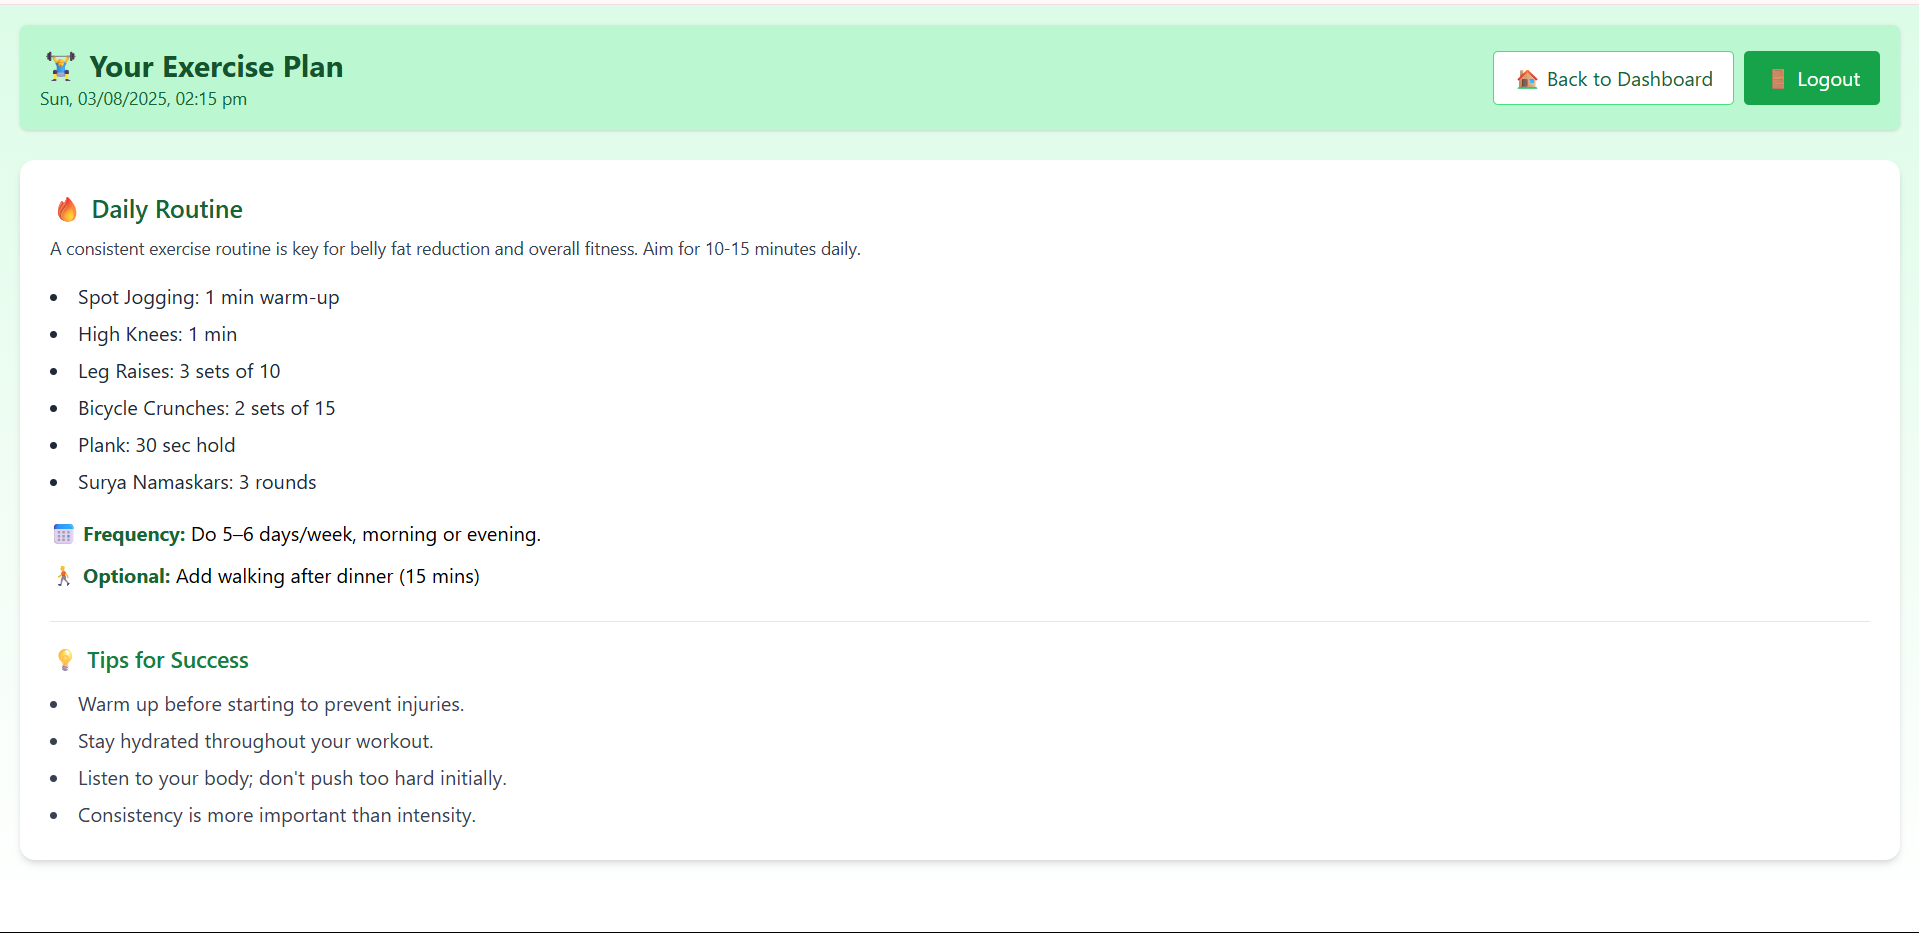 Your Exercise Plan
Sun, 03/08/2025, 02:15 pm
Back to Dashboard
Logout
Daily Routine
A consistent exercise routine is key for belly fat reduction and overall fitness. Aim for 10-15 minutes daily.
• Spot Jogging: 1 min warm-up
• High Knees: 1 min
• Leg Raises: 3 sets of 10
• Bicycle Crunches: 2 sets of 15
• Plank: 30 sec hold
• Surya Namaskars: 3 rounds
Frequency: Do 5–6 days/week, morning or evening.
Optional: Add walking after dinner (15 mins)
Tips for Success
• Warm up before starting to prevent injuries.
• Stay hydrated throughout your workout.
• Listen to your body; don't push too hard initially.
• Consistency is more important than intensity.